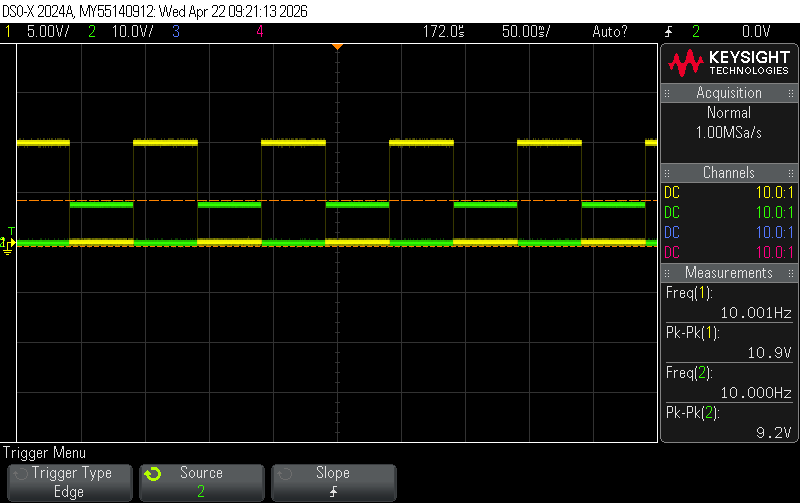 DSO-X 2024A, MY55140912: Wed Apr 22 09:21:13 2026
1 5.00V/ 2 10.0V/ 3 4 172.0s 50.00s/ Auto? 2 0.0V
KEYSIGHT
TECHNOLOGIES
Acquisition
Normal
1.00MSa/s
Channels
DC 10.0:1
DC 10.0:1
DC 10.0:1
DC 10.0:1
Measurements
Freq(1):
10.001Hz
Pk-Pk(1):
10.9V
Freq(2):
10.000Hz
Pk-Pk(2):
9.2V
T
2
Trigger Menu
Trigger Type
Edge
Source
2
Slope